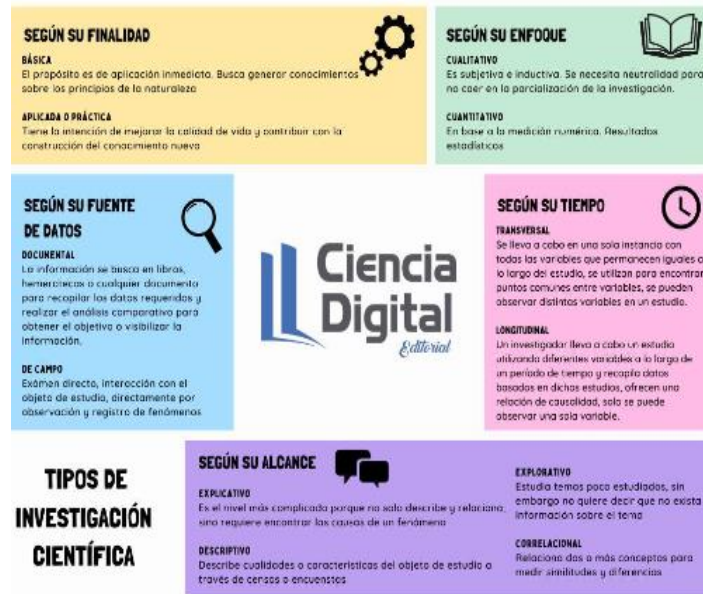 SEGÚN SU FINALIDAD
BÁSICA
El propósito es de aplicación inmediata. Busca generar conocimientos
sobre los principios de la naturaleza
APLICADA O PRÁCTICA
Tiene la intención de mejorar la calidad de vida y contribuir con la
construcción del conocimiento nuevo
SEGÚN SU ENFOQUE
CUALITATIVO
Es subjetiva e inductiva. Se necesita neutralidad para
no caer en la parcialización de la investigación.
CUANTITATIVO
En base a la medición numérica. Resultados
estadísticos
SEGÚN SU FUENTE
DE DATOS
DOCUMENTAL
La información se busca en libros,
hemerotecas o cualquier documento
para recopilar los datos requeridos y
realizar el análisis comparativo para
obtener el objetivo o visibilizar la
información.
DE CAMPO
Exámen directo, interacción con el
objeto de estudio, directamente por
observación y registro de fenómenos
Ciencia
Digital
Editorial
SEGÚN SU TIEMPO
TRANSVERSAL
Se lleva a cabo en una sola instancia con
todas las variables que permanecen iguales a
lo largo del estudio, se utilizan para encontrar
puntos comunes entre variables, se pueden
observar distintas variables en un estudio.
LONGITUDINAL
Un investigador lleva a cabo un estudio
utilizando diferentes variables a lo largo de
un período de tiempo y recopila datos
basados en dichos estudios, ofrecen una
relación de causalidad, solo se puede
observar una sola variable.
TIPOS DE
INVESTIGACIÓN
CIENTÍFICA
SEGÚN SU ALCANCE
EXPLICATIVO
Es el nivel más complicado porque no solo describe y relaciona,
sino requiere encontrar las causas de un fenómeno
DESCRIPTIVO
Describe cualidades o características del objeto de estudio a
través de censos o encuestas
EXPLORATIVO
Estudia temas poco estudiados, sin
embargo no quiere decir que no exista
información sobre el tema
CORRELACIONAL
Relaciona dos o más conceptos para
medir similitudes y diferencias